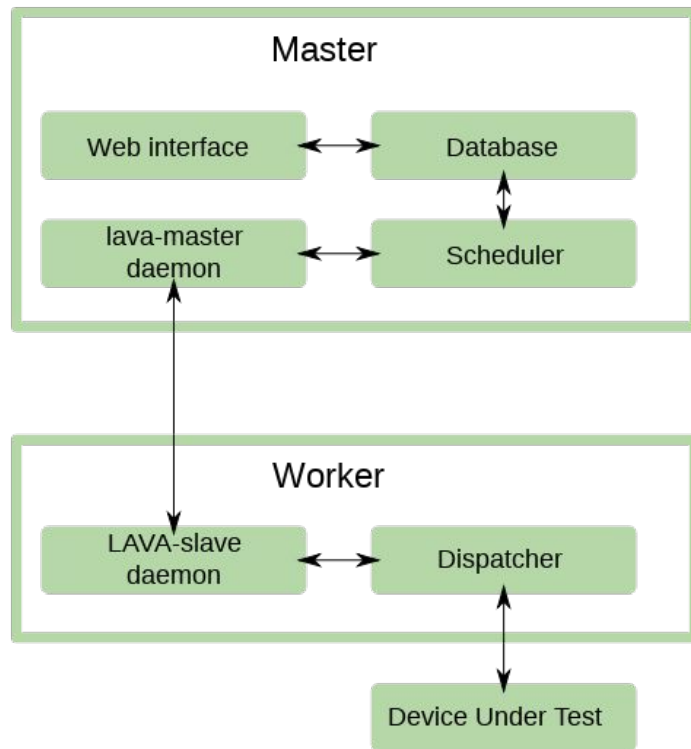 Master
Web interface
Database
lava-master
daemon
Scheduler
Worker
LAVA-slave
daemon
Dispatcher
Device Under Test